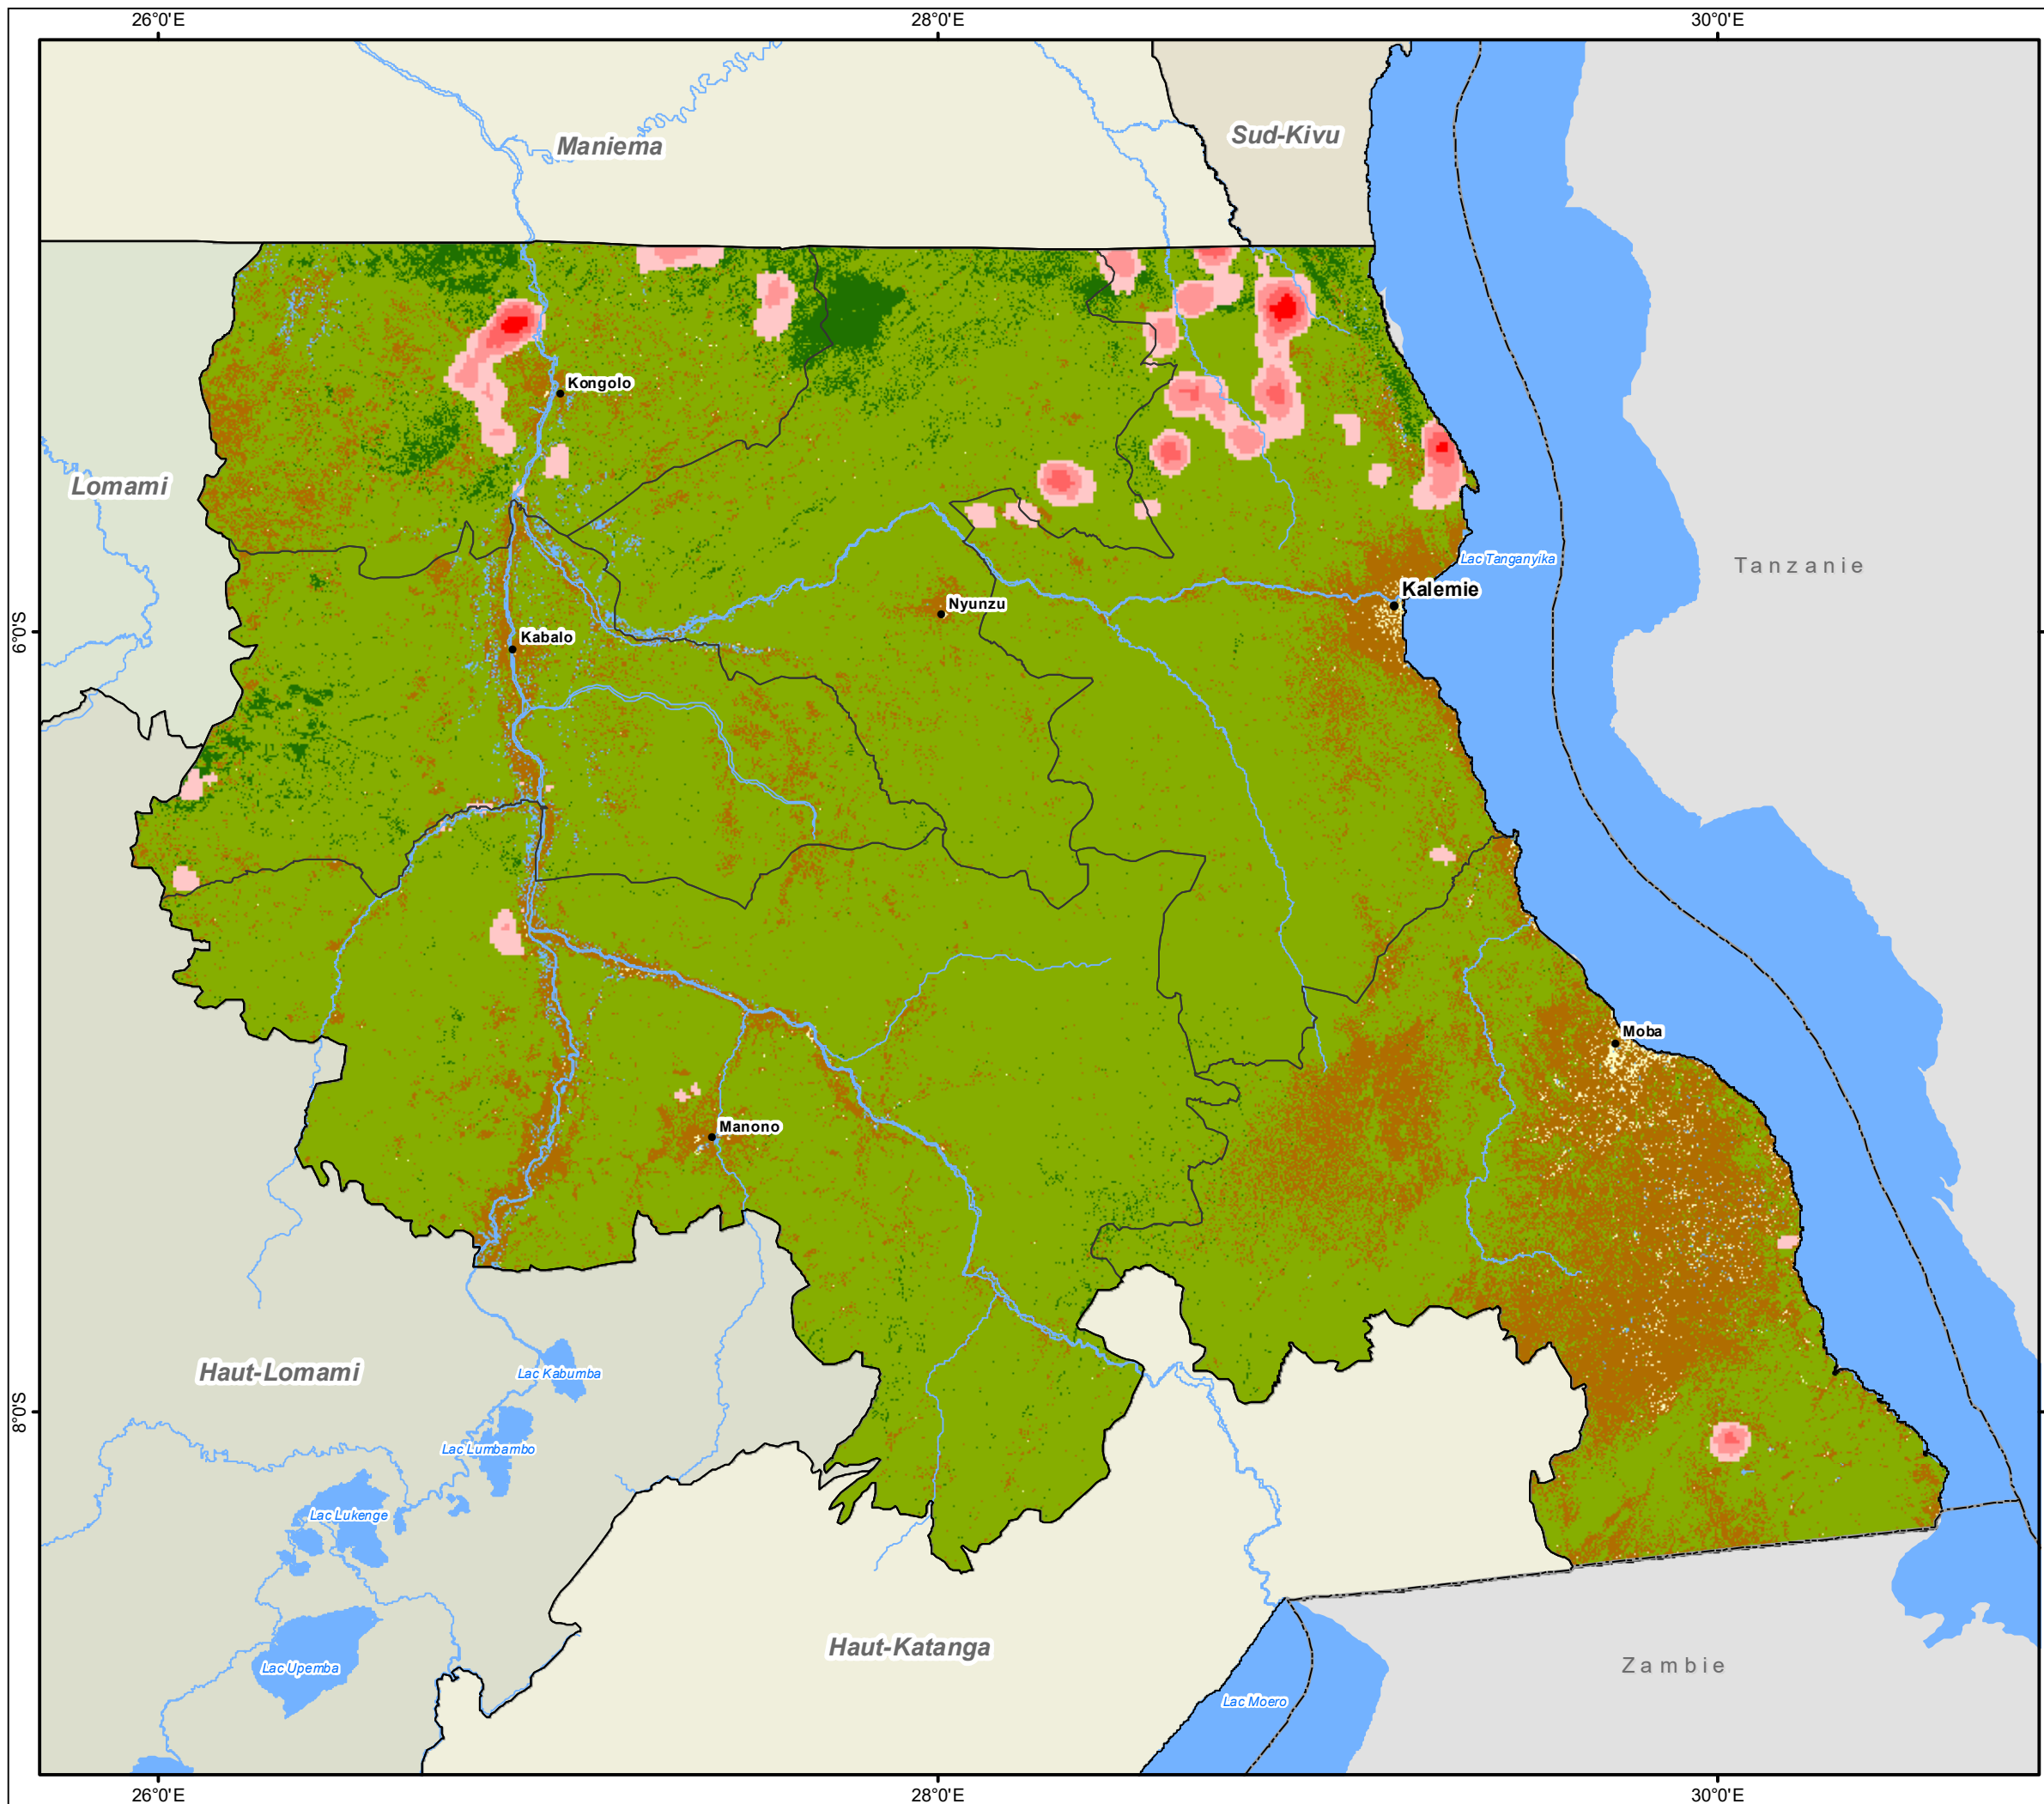 26°0'E
28°0'E
30°0'E
Maniema
Sud-Kivu
Kongolo
Lomami
Lac Tanganyika
Tanzanie
Kalemie
Nyunzu
6°0'S
Kabalo
Moba
Manono
Haut-Lomami
Lac Kabumba
8°0'S
Lac Lumbambo
Lac Lukenge
Haut-Katanga
Lac Upemba
Zambie
Lac Moero
26°0'E
28°0'E
30°0'E